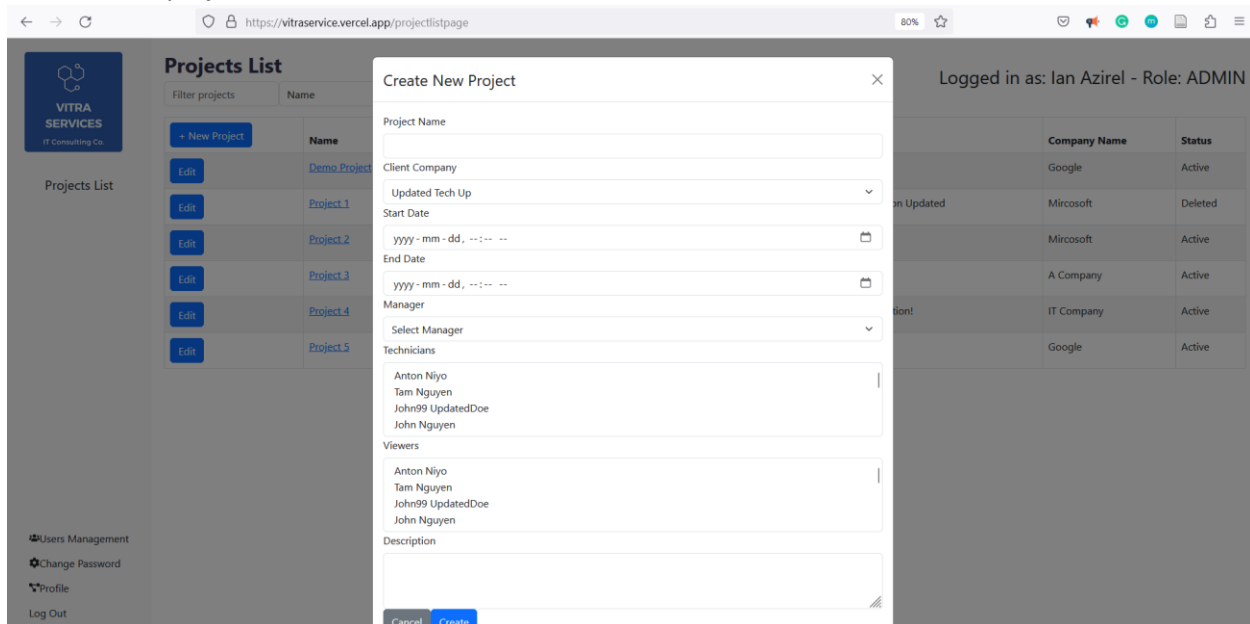 https://vitraservice.vercel.app/projectlistpage
80%
VITRA
SERVICES
IT Consulting Co.
Projects List
Users Management
Change Password
Profile
Log Out
Projects List
Logged in as: Ian Azirel - Role: ADMIN
Filter projects Name
+ New Project Name Company Name Status
Edit Demo Project Google Active
Edit Project 1 on Updated Mircosoft Deleted
Edit Project 2 Mircosoft Active
Edit Project 3 A Company Active
Edit Project 4 tion! IT Company Active
Edit Project 5 Google Active
Create New Project
Project Name
Client Company
Updated Tech Up
Start Date
yyyy - mm - dd , --:-- --
End Date
yyyy - mm - dd , --:-- --
Manager
Select Manager
Technicians
Anton Niyo
Tam Nguyen
John99 UpdatedDoe
John Nguyen
Viewers
Anton Niyo
Tam Nguyen
John99 UpdatedDoe
John Nguyen
Description
Cancel Create